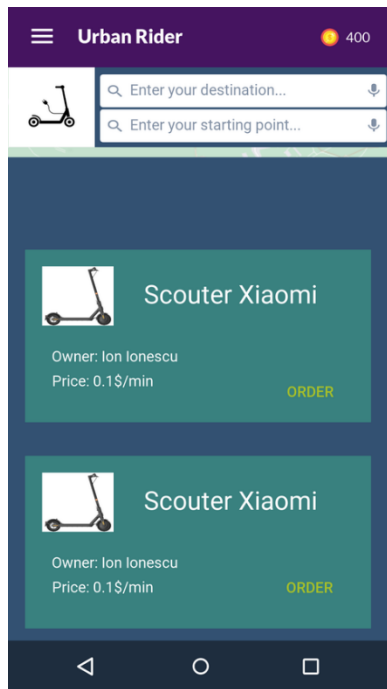 Urban Rider
400
Enter your destination...
Enter your starting point...
Scouter Xiaomi
Owner: Ion Ionescu
Price: 0.1$/min
ORDER
Scouter Xiaomi
Owner: Ion Ionescu
Price: 0.1$/min
ORDER